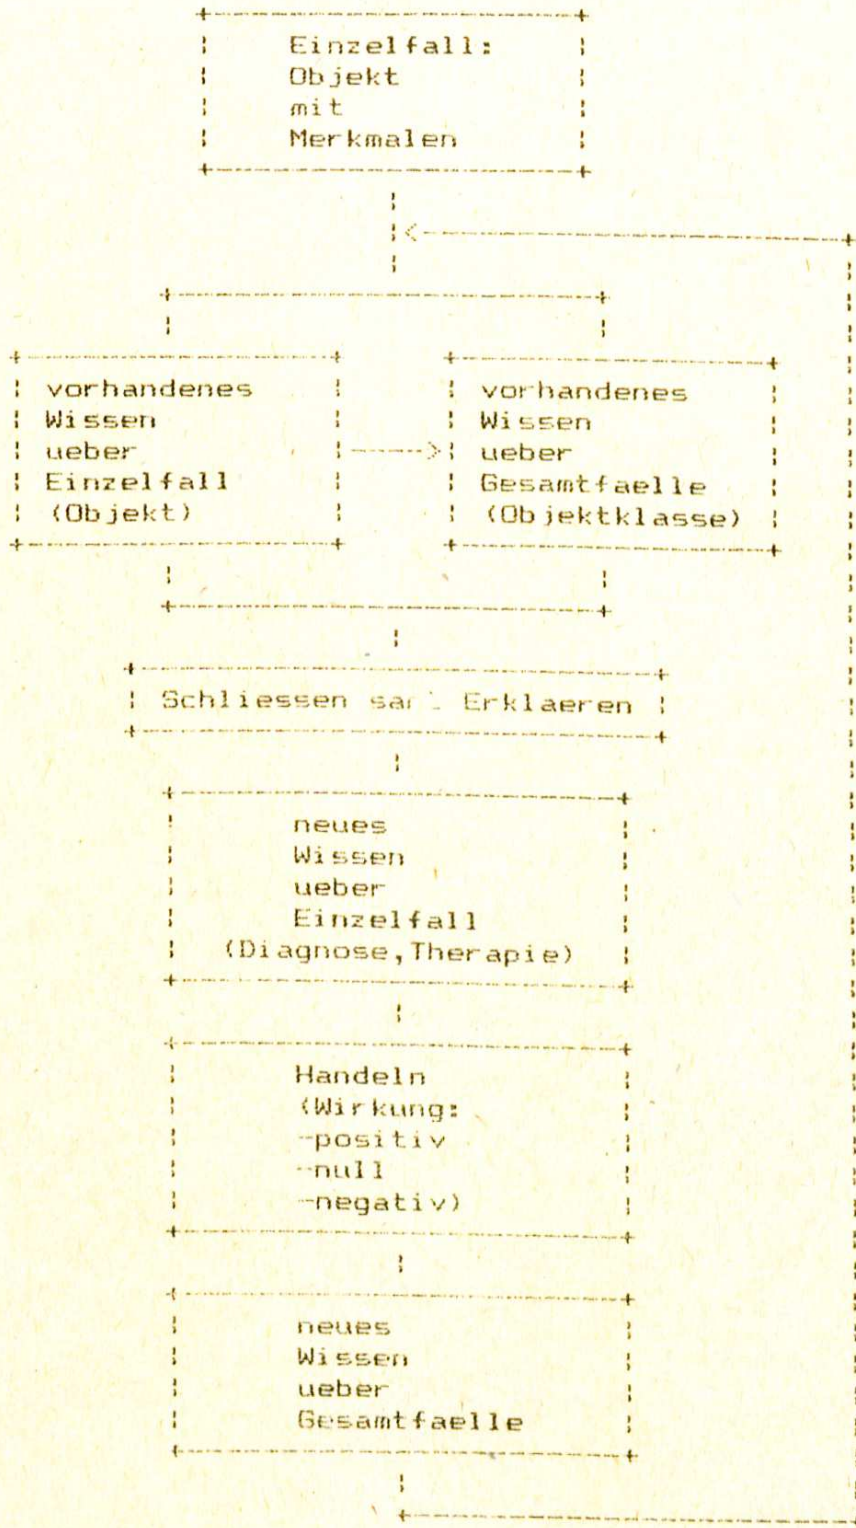 Einzelfall:
Objekt
mit
Merkmalen
vorhandenes
Wissen
ueber
Einzelfall
(Objekt)
vorhandenes
Wissen
ueber
Gesamtfaelle
(Objektklasse)
Schliessen Erklaeren
neues
Wissen
ueber
Einzelfall
(Diagnose,Therapie)
Handeln
(Wirkung:
-positiv
-null
-negativ)
neues
Wissen
ueber
Gesamtfaelle